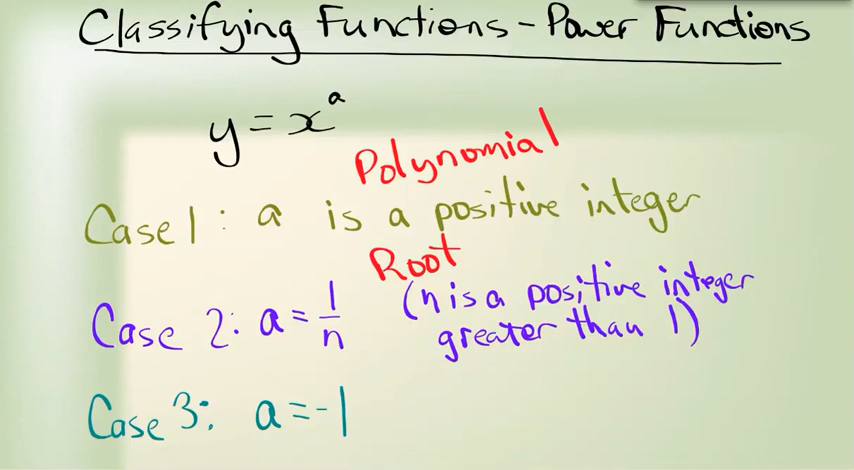 Classifying Functions - Power Functions
y = x^a
Polynomial
Case 1: a is a positive integer
Root
Case 2: a = 1/n (n is a positive integer
greater than 1)
Case 3: a = -1